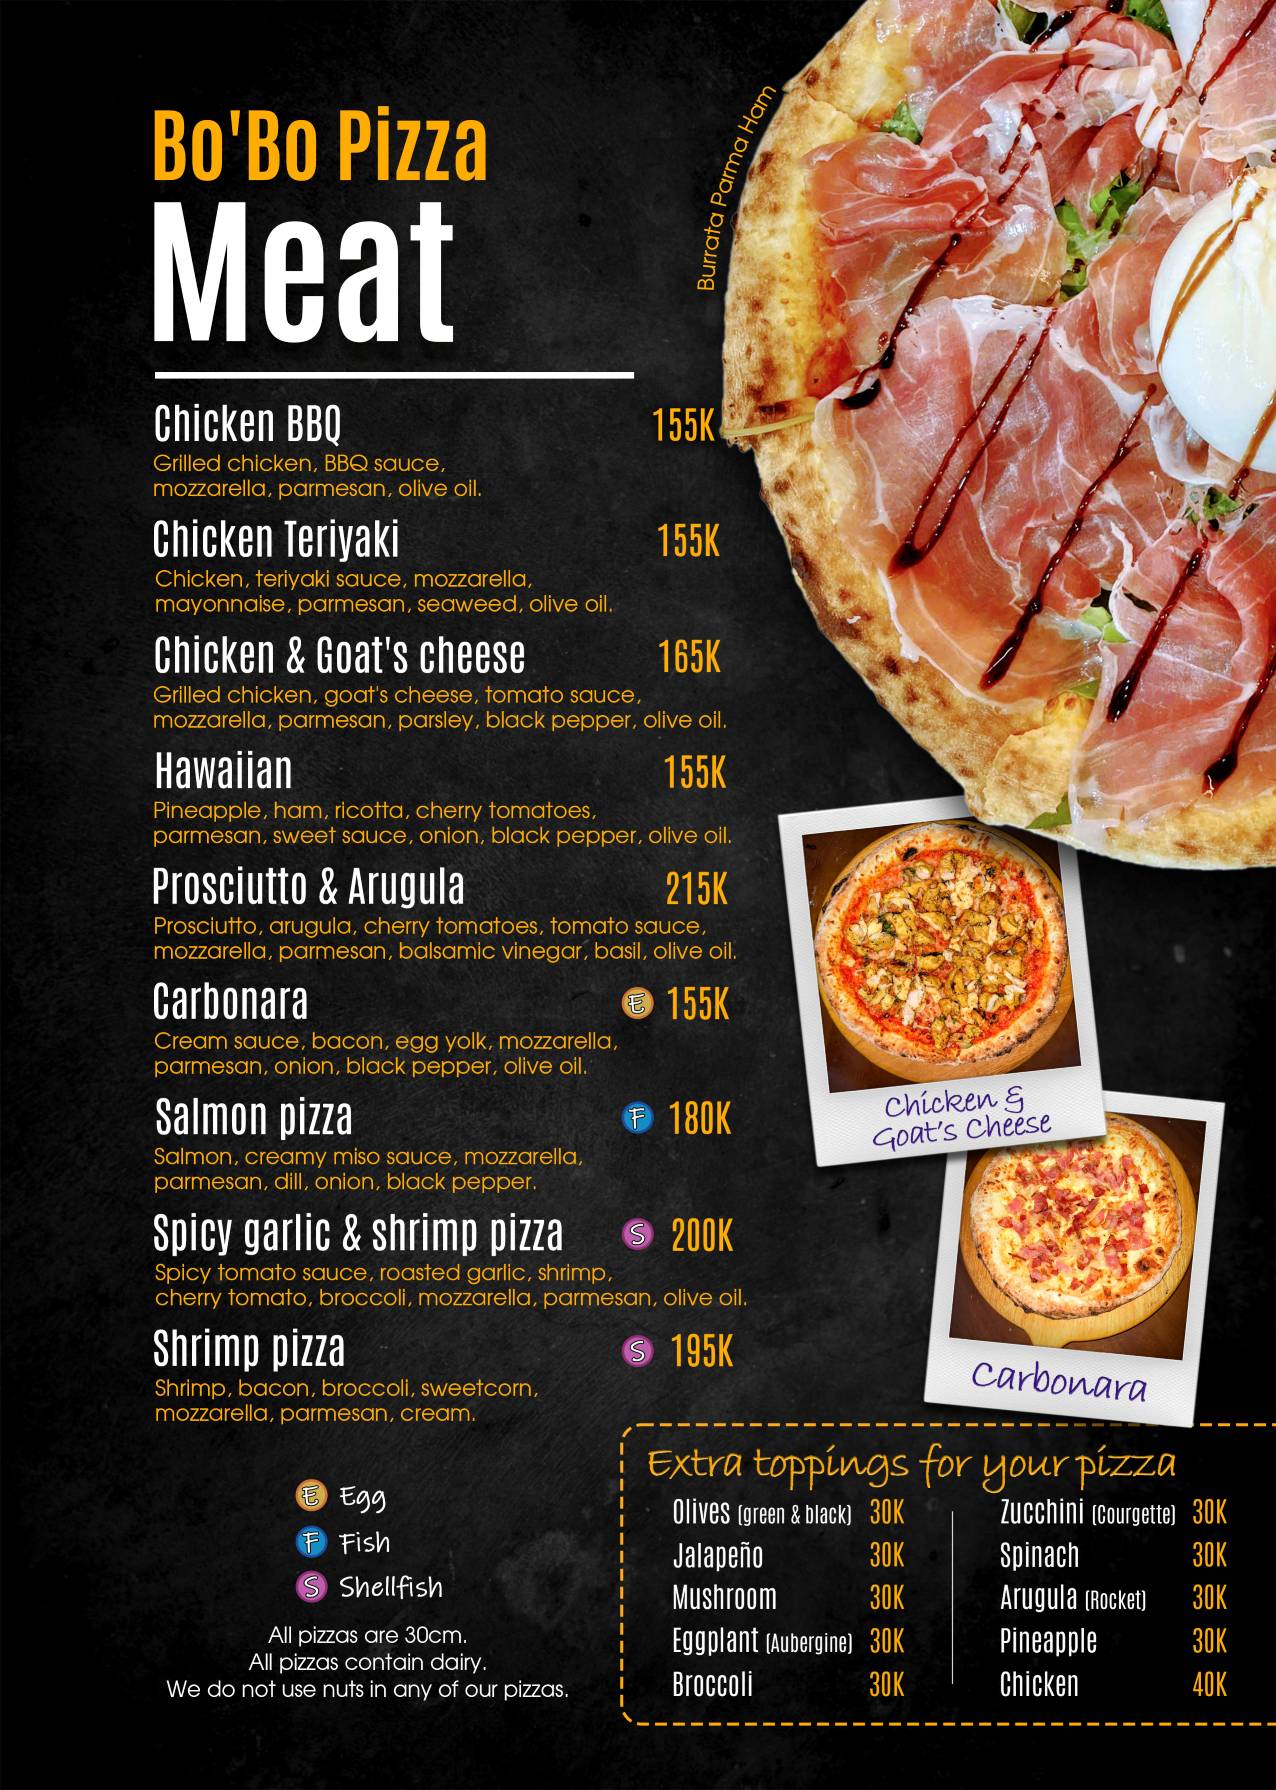 Bo'Bo Pizza
Meat
Burrata Parma Ham
Chicken BBQ 155K
Grilled chicken, BBQ sauce,
mozzarella, parmesan, olive oil.
Chicken Teriyaki 155K
Chicken, teriyaki sauce, mozzarella,
mayonnaise, parmesan, seaweed, olive oil.
Chicken & Goat's cheese 165K
Grilled chicken, goat's cheese, tomato sauce,
mozzarella, parmesan, parsley, black pepper, olive oil.
Hawaiian 155K
Pineapple, ham, ricotta, cherry tomatoes,
parmesan, sweet sauce, onion, black pepper, olive oil.
Prosciutto & Arugula 215K
Prosciutto, arugula, cherry tomatoes, tomato sauce,
mozzarella, parmesan, balsamic vinegar, basil, olive oil.
Carbonara E 155K
Cream sauce, bacon, egg yolk, mozzarella,
parmesan, onion, black pepper, olive oil.
Salmon pizza F 180K
Salmon, creamy miso sauce, mozzarella,
parmesan, dill, onion, black pepper.
Spicy garlic & shrimp pizza S 200K
Spicy tomato sauce, roasted garlic, shrimp,
cherry tomato, broccoli, mozzarella, parmesan, olive oil.
Shrimp pizza S 195K
Shrimp, bacon, broccoli, sweetcorn,
mozzarella, parmesan, cream.
Chicken &
Goat's Cheese
Carbonara
E Egg
F Fish
S Shellfish
All pizzas are 30cm.
All pizzas contain dairy.
We do not use nuts in any of our pizzas.
Extra toppings for your pizza
Olives (green & black) 30K
Jalapeño 30K
Mushroom 30K
Eggplant (Aubergine) 30K
Broccoli 30K
Zucchini (Courgette) 30K
Spinach 30K
Arugula (Rocket) 30K
Pineapple 30K
Chicken 40K